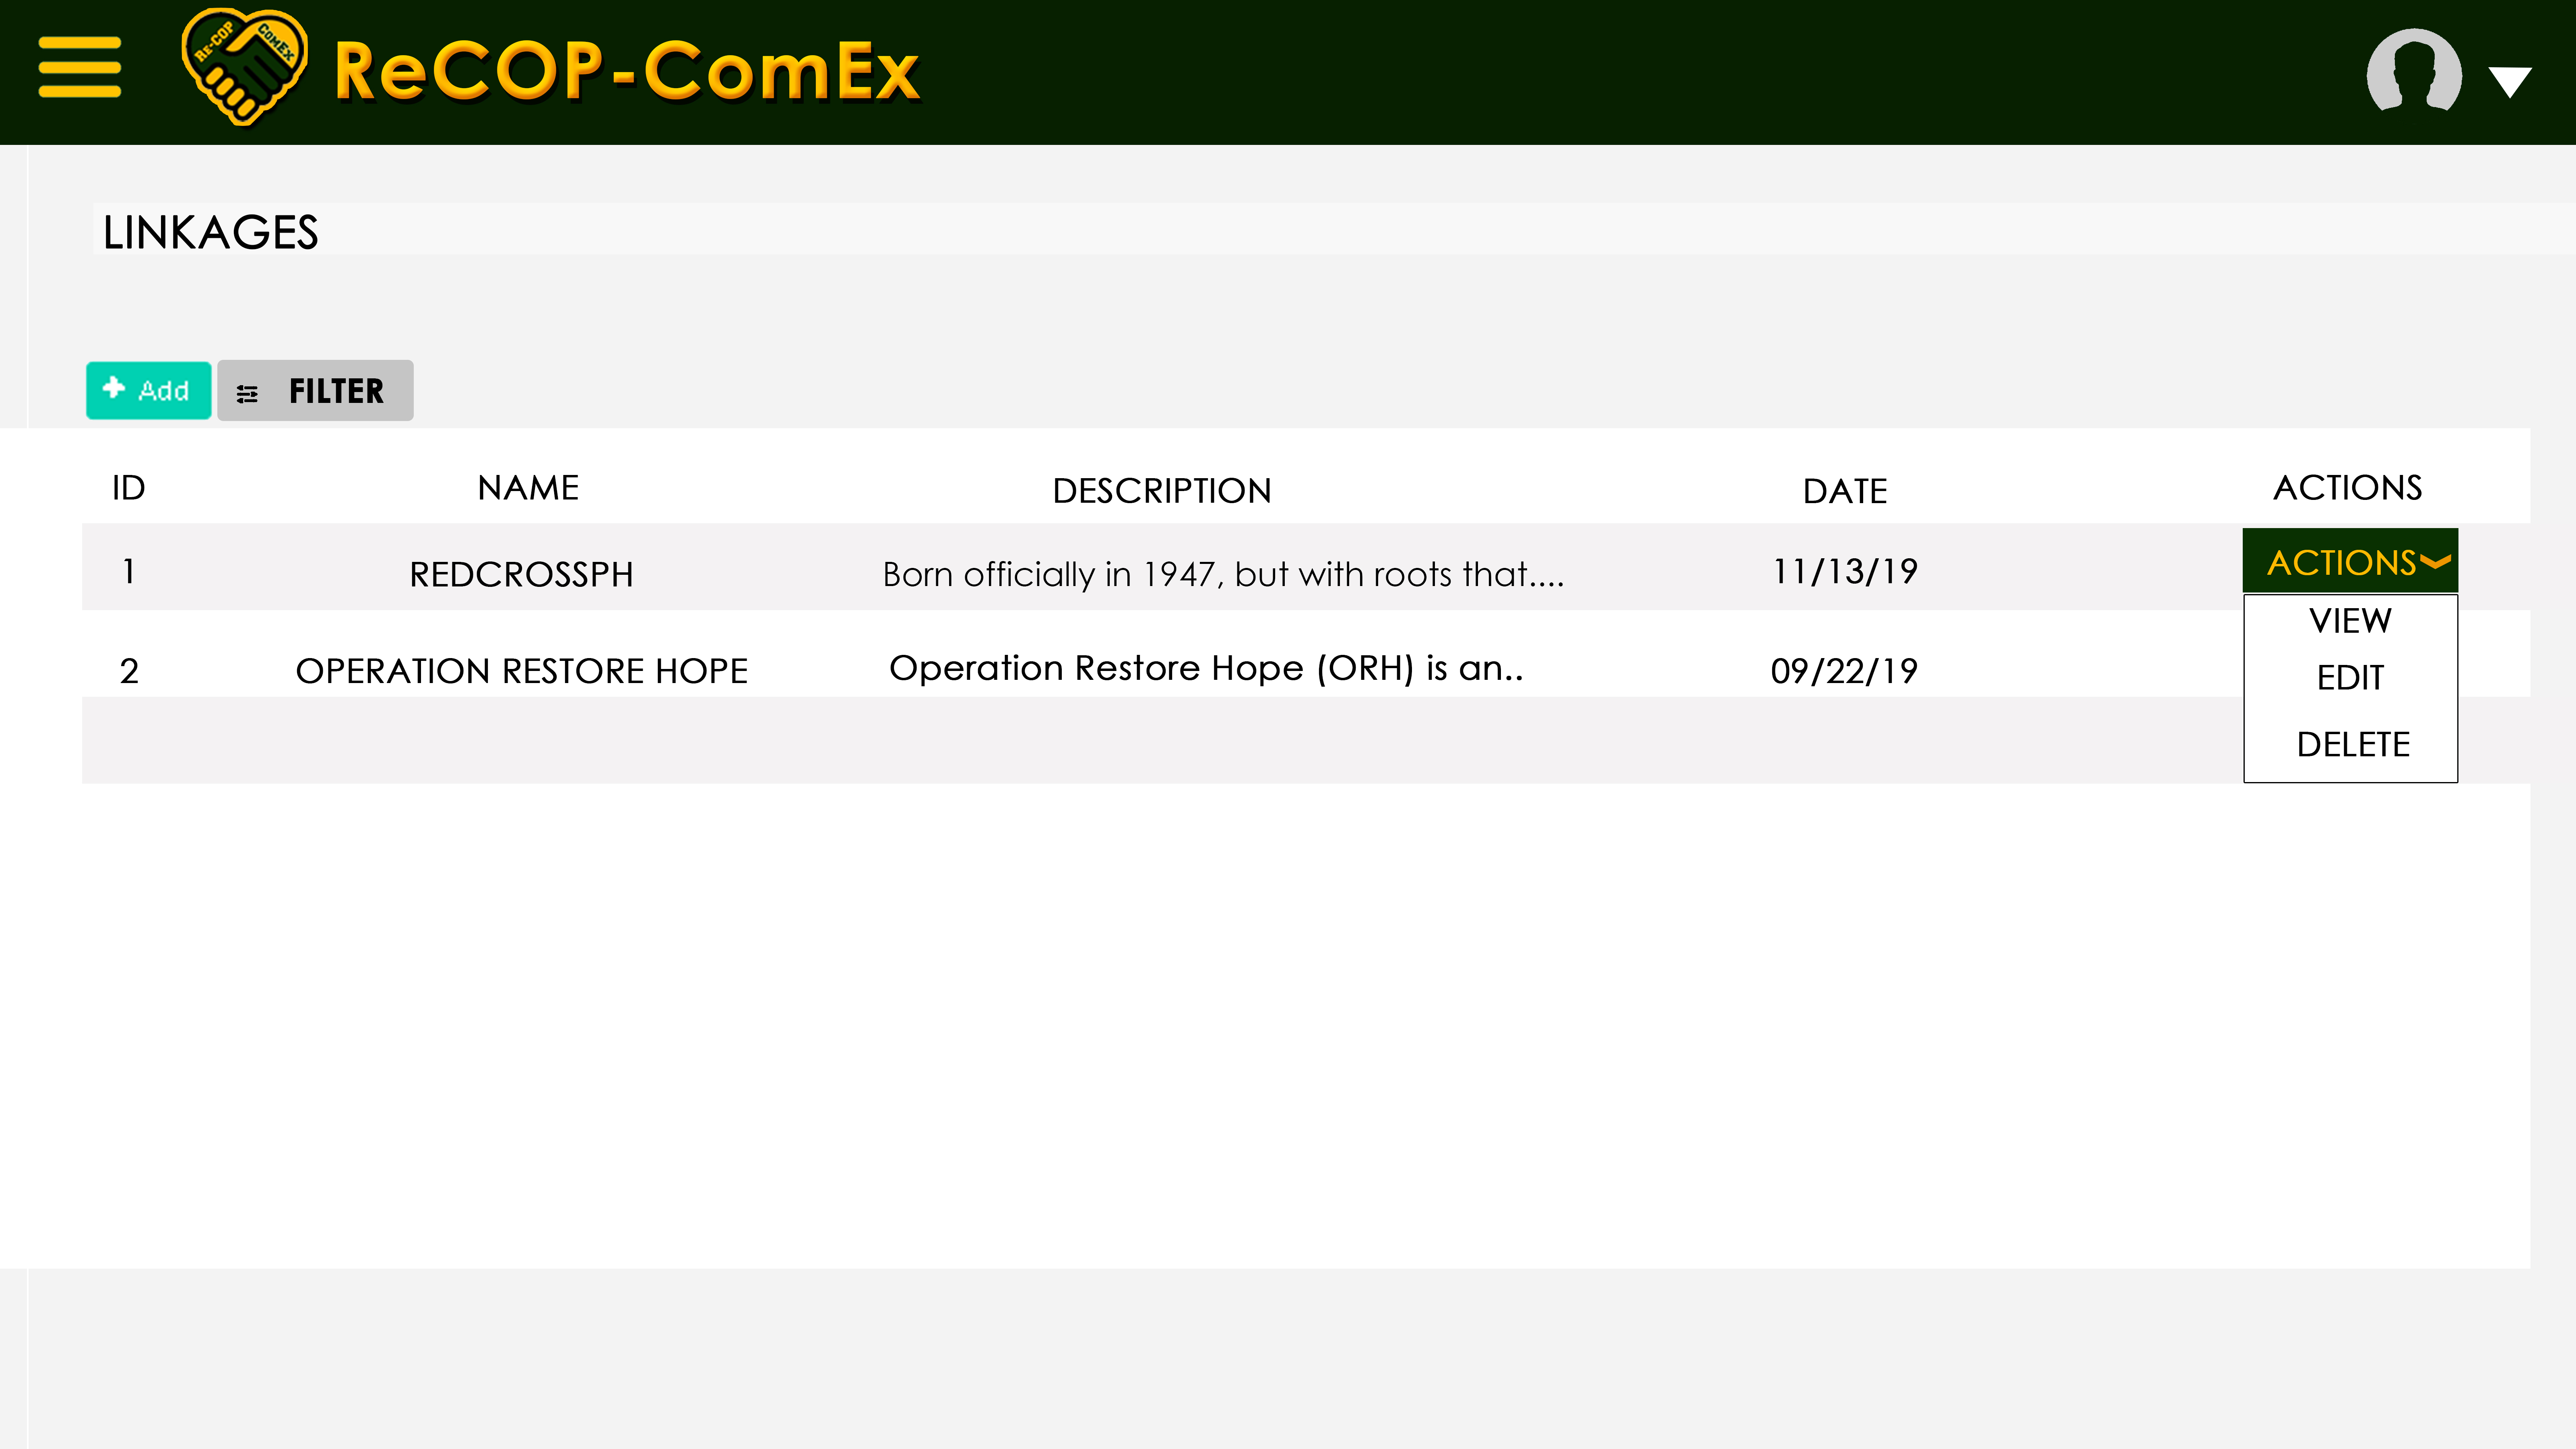 Re-COP ComEx
ReCOP-ComEx
LINKAGES
Add FILTER
ID NAME DESCRIPTION DATE ACTIONS
1 REDCROSSPH Born officially in 1947, but with roots that.... 11/13/19 ACTIONS
VIEW
2 OPERATION RESTORE HOPE Operation Restore Hope (ORH) is an.. 09/22/19
EDIT
DELETE